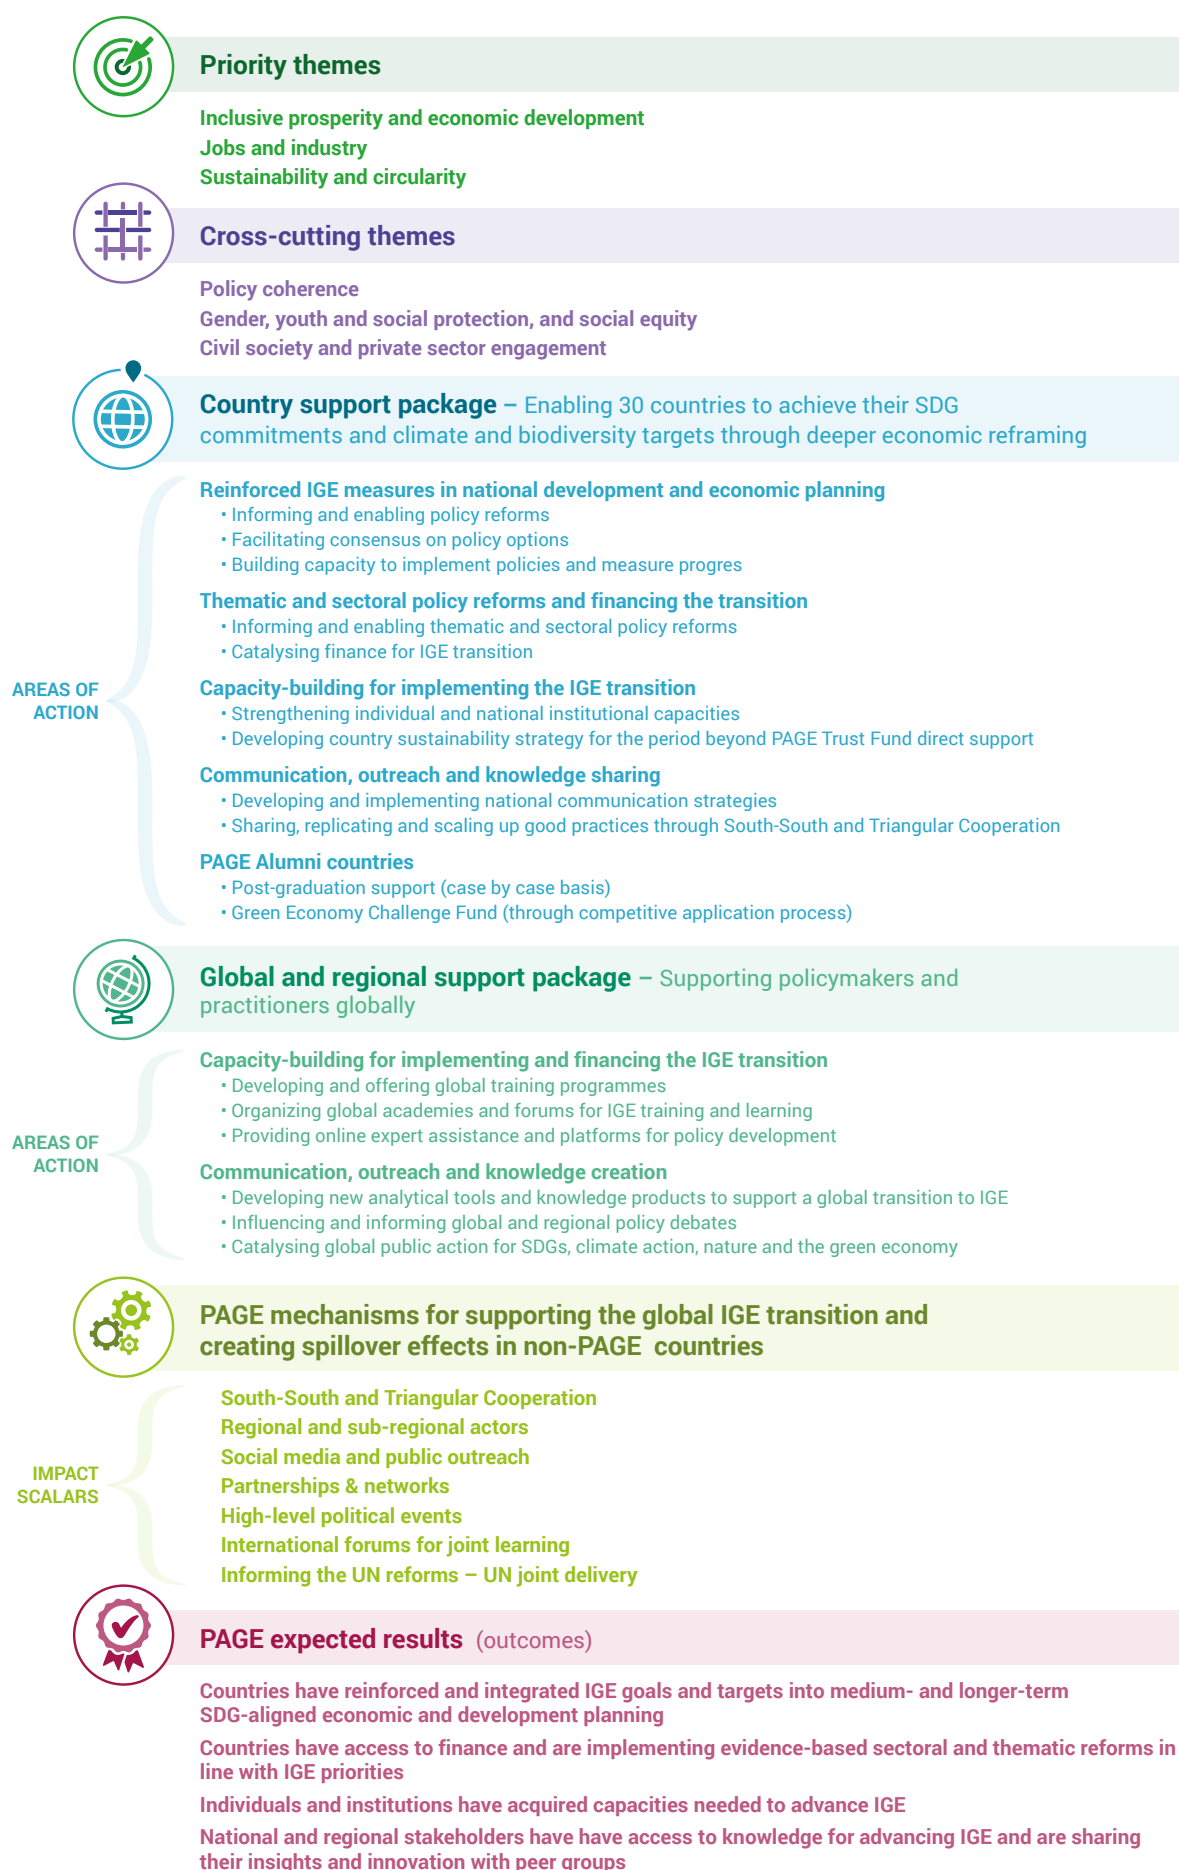 Priority themes
Inclusive prosperity and economic development
Jobs and industry
Sustainability and circularity
Cross-cutting themes
Policy coherence
Gender, youth and social protection, and social equity
Civil society and private sector engagement
Country support package – Enabling 30 countries to achieve their SDG
commitments and climate and biodiversity targets through deeper economic reframing
AREAS OF
ACTION
Reinforced IGE measures in national development and economic planning
• Informing and enabling policy reforms
• Facilitating consensus on policy options
• Building capacity to implement policies and measure progres
Thematic and sectoral policy reforms and financing the transition
• Informing and enabling thematic and sectoral policy reforms
• Catalysing finance for IGE transition
Capacity-building for implementing the IGE transition
• Strengthening individual and national institutional capacities
• Developing country sustainability strategy for the period beyond PAGE Trust Fund direct support
Communication, outreach and knowledge sharing
• Developing and implementing national communication strategies
• Sharing, replicating and scaling up good practices through South-South and Triangular Cooperation
PAGE Alumni countries
• Post-graduation support (case by case basis)
• Green Economy Challenge Fund (through competitive application process)
Global and regional support package – Supporting policymakers and
practitioners globally
AREAS OF
ACTION
Capacity-building for implementing and financing the IGE transition
• Developing and offering global training programmes
• Organizing global academies and forums for IGE training and learning
• Providing online expert assistance and platforms for policy development
Communication, outreach and knowledge creation
• Developing new analytical tools and knowledge products to support a global transition to IGE
• Influencing and informing global and regional policy debates
• Catalysing global public action for SDGs, climate action, nature and the green economy
PAGE mechanisms for supporting the global IGE transition and
creating spillover effects in non-PAGE countries
IMPACT
SCALARS
South-South and Triangular Cooperation
Regional and sub-regional actors
Social media and public outreach
Partnerships & networks
High-level political events
International forums for joint learning
Informing the UN reforms – UN joint delivery
PAGE expected results (outcomes)
Countries have reinforced and integrated IGE goals and targets into medium- and longer-term
SDG-aligned economic and development planning
Countries have access to finance and are implementing evidence-based sectoral and thematic reforms in
line with IGE priorities
Individuals and institutions have acquired capacities needed to advance IGE
National and regional stakeholders have have access to knowledge for advancing IGE and are sharing
their insights and innovation with peer groups